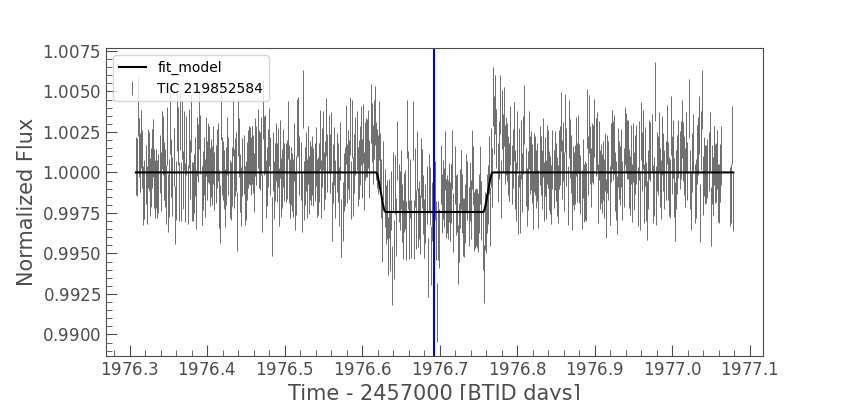 fit_model
TIC 219852584
1.0075
1.0050
1.0025
1.0000
0.9975
0.9950
0.9925
0.9900
Normalized Flux
1976.3 1976.4 1976.5 1976.6 1976.7 1976.8 1976.9 1977.0 1977.1
Time - 2457000 [BTJD days]